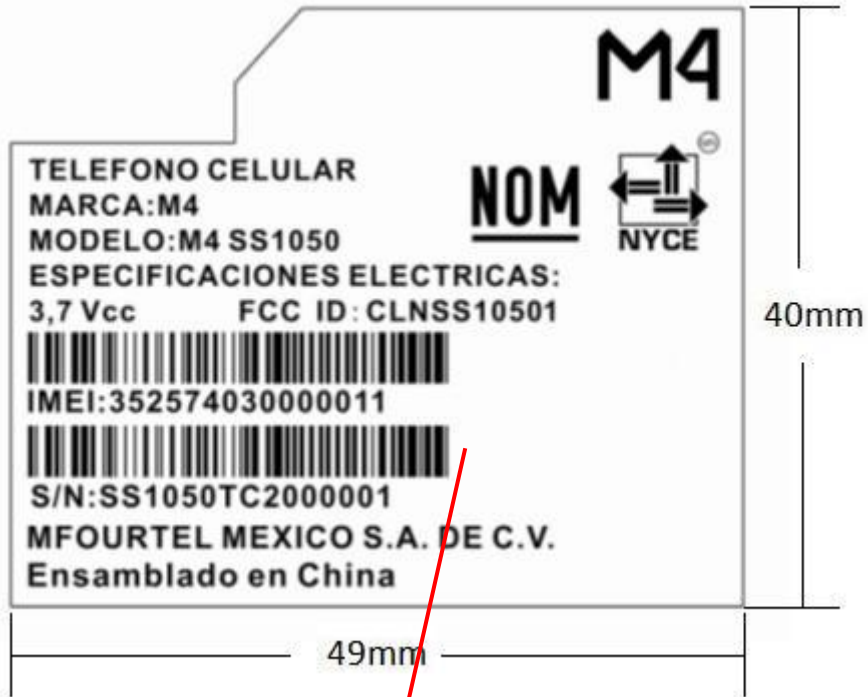 M4
TELEFONO CELULAR
MARCA:M4
MODELO:M4 SS1050
NOM
NYCE
ESPECIFICACIONES ELECTRICAS:
3,7 Vcc FCC ID:CLNSS10501
IMEI:352574030000011
S/N:SS1050TC2000001
MFOURTEL MEXICO S.A. DE C.V.
Ensamblado en China
40mm
49mm